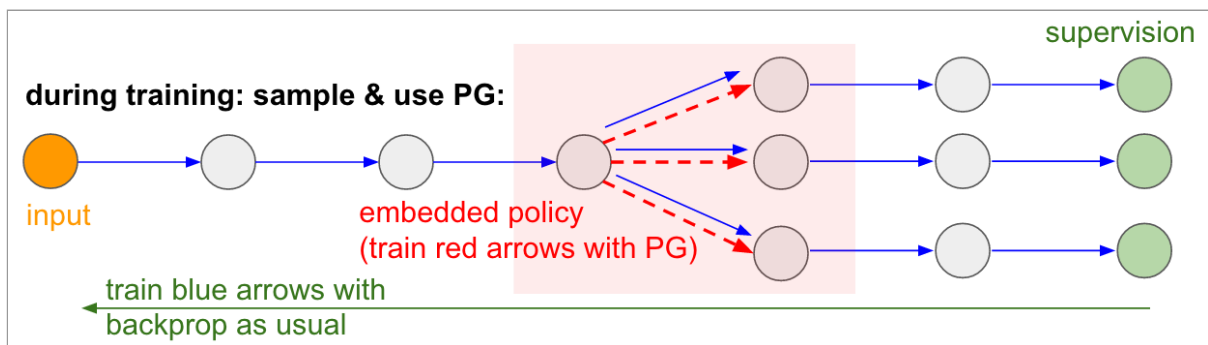 supervision
during training: sample & use PG:
input
embedded policy
(train red arrows with PG)
train blue arrows with
backprop as usual